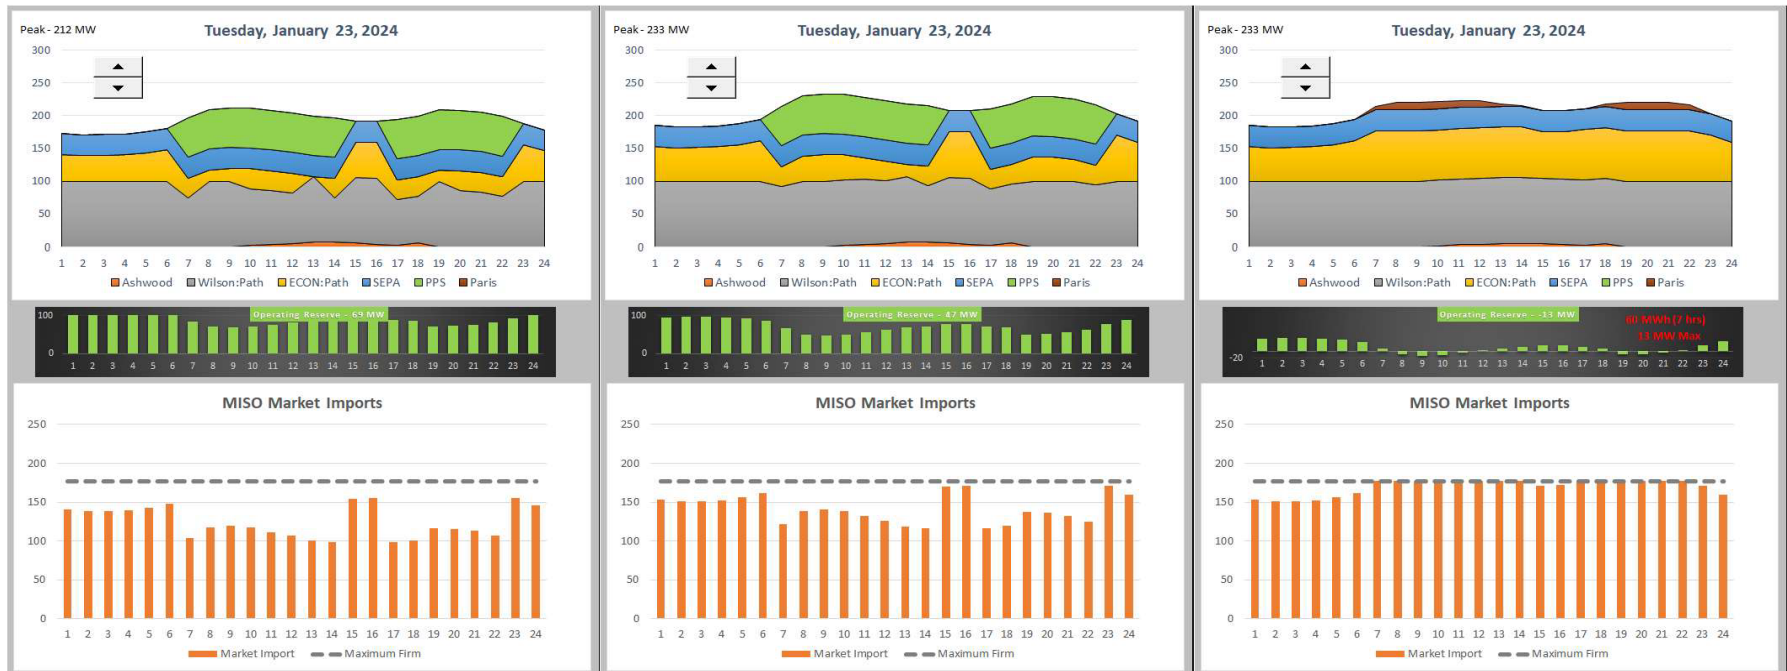 Peak - 212 MW
Tuesday, January 23, 2024
300
250
200
150
100
50
0
1 2 3 4 5 6 7 8 9 10 11 12 13 14 15 16 17 18 19 20 21 22 23 24
Ashwood Wilson:Path ECON:Path SEPA PPS Paris
Operating Reserve - 69 MW
100
0
1 2 3 4 5 6 7 8 9 10 11 12 13 14 15 16 17 18 19 20 21 22 23 24
MISO Market Imports
250
200
150
100
50
0
1 2 3 4 5 6 7 8 9 10 11 12 13 14 15 16 17 18 19 20 21 22 23 24
Market Import Maximum Firm
Peak - 233 MW
Tuesday, January 23, 2024
300
250
200
150
100
50
0
1 2 3 4 5 6 7 8 9 10 11 12 13 14 15 16 17 18 19 20 21 22 23 24
Ashwood Wilson:Path ECON:Path SEPA PPS Paris
Operating Reserve - 47 MW
100
0
1 2 3 4 5 6 7 8 9 10 11 12 13 14 15 16 17 18 19 20 21 22 23 24
MISO Market Imports
250
200
150
100
50
0
1 2 3 4 5 6 7 8 9 10 11 12 13 14 15 16 17 18 19 20 21 22 23 24
Market Import Maximum Firm
Peak - 233 MW
Tuesday, January 23, 2024
300
250
200
150
100
50
0
1 2 3 4 5 6 7 8 9 10 11 12 13 14 15 16 17 18 19 20 21 22 23 24
Ashwood Wilson:Path ECON:Path SEPA PPS Paris
Operating Reserve - -13 MW
60 MWh (7 hrs)
13 MW Max
-20
1 2 3 4 5 6 7 8 9 10 11 12 13 14 15 16 17 18 19 20 21 22 23 24
MISO Market Imports
250
200
150
100
50
0
1 2 3 4 5 6 7 8 9 10 11 12 13 14 15 16 17 18 19 20 21 22 23 24
Market Import Maximum Firm